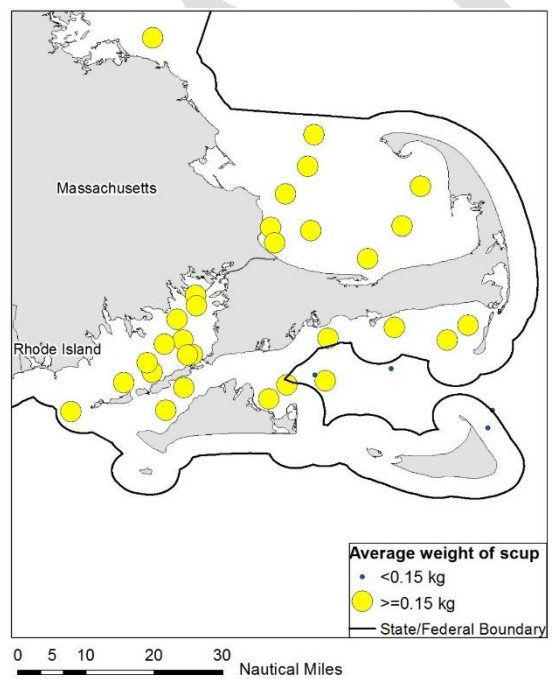 Massachusetts
Rhode Island
Average weight of scup
<0.15 kg
>=0.15 kg
State/Federal Boundary
0 5 10 20 30
Nautical Miles